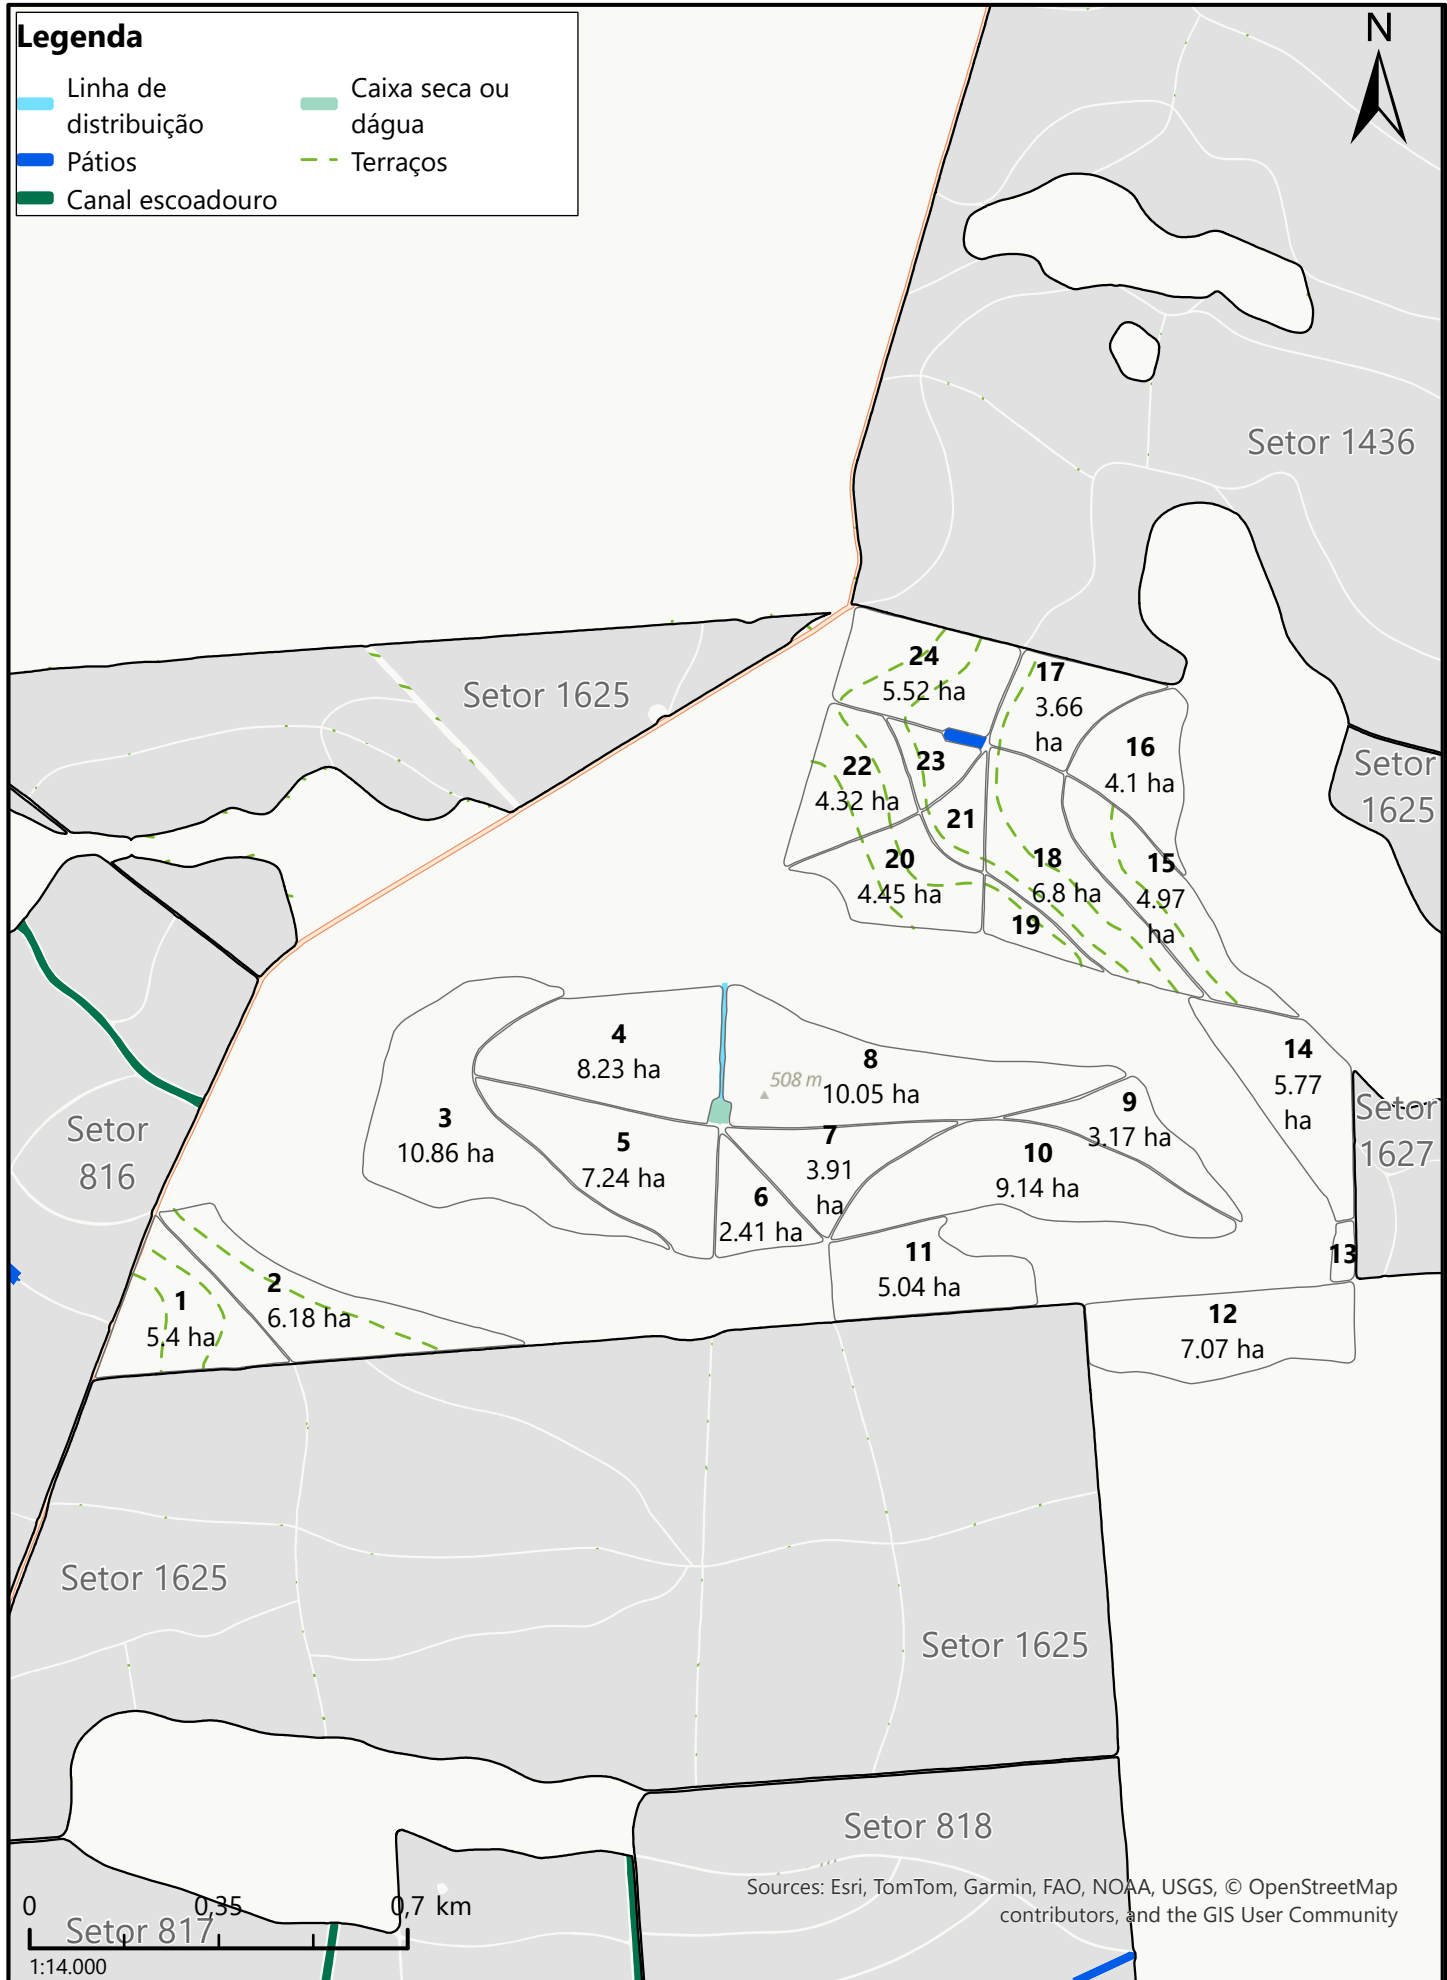 Legenda
Linha de
distribuição
Pátios
Canal escoadouro
Caixa seca ou
dágua
Terraços
N
Setor 1436
Setor 1625
Setor
1625
24
5.52 ha
17
3.66
ha
16
4.1 ha
23
22
4.32 ha
21
20
4.45 ha
18
6.8 ha
15
4.97
ha
19
4
8.23 ha
8
10.05 ha
508 m
14
5.77
ha
3
10.86 ha
5
7.24 ha
7
3.91
ha
9
3.17 ha
10
9.14 ha
6
2.41 ha
11
5.04 ha
13
12
7.07 ha
Setor
1627
Setor
816
1
5.4 ha
2
6.18 ha
Setor 1625
Setor 1625
Setor 818
Setor 817
0
0,35
0,7 km
1:14.000
Sources: Esri, TomTom, Garmin, FAO, NOAA, USGS, © OpenStreetMap
contributors, and the GIS User Community